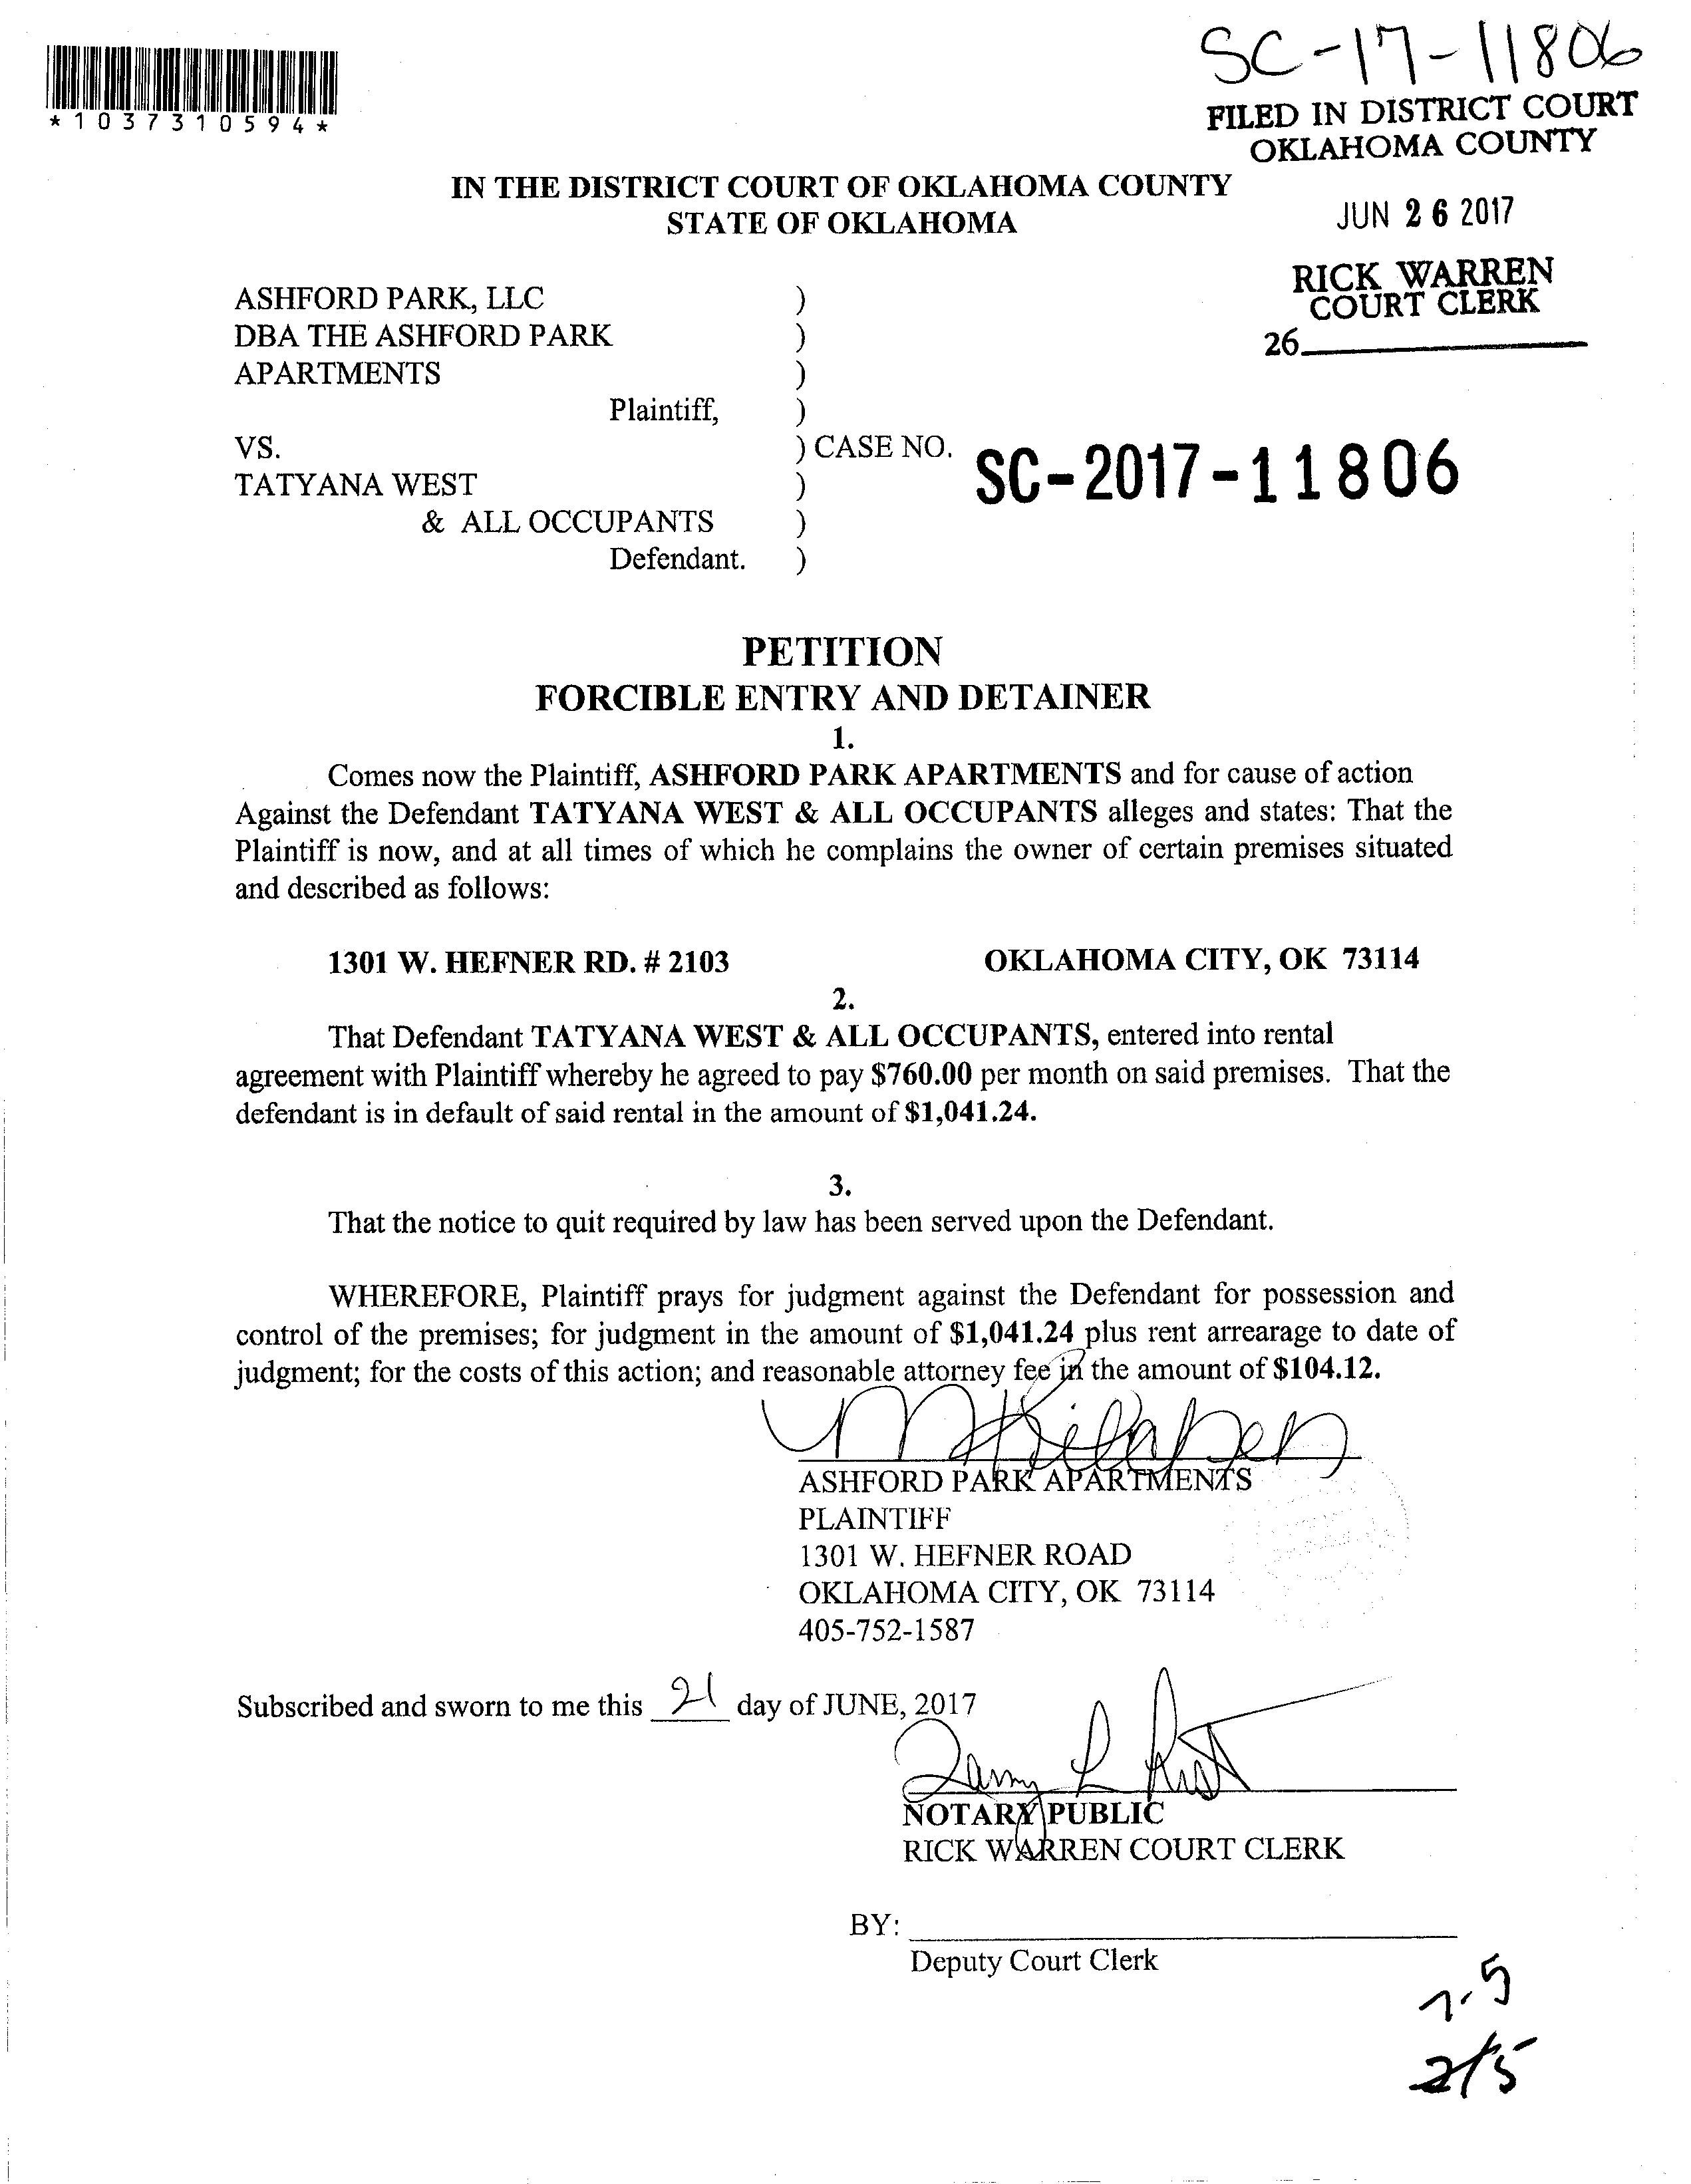 SC-17-11806
*1037310594*
FILED IN DISTRICT COURT
OKLAHOMA COUNTY
IN THE DISTRICT COURT OF OKLAHOMA COUNTY
STATE OF OKLAHOMA
JUN 26 2017
RICK WARREN
COURT CLERK
26
ASHFORD PARK, LLC )
DBA THE ASHFORD PARK )
APARTMENTS )
Plaintiff, )
VS. ) CASE NO. SC-2017-11806
TATYANA WEST )
& ALL OCCUPANTS )
Defendant. )
PETITION
FORCIBLE ENTRY AND DETAINER
1.
Comes now the Plaintiff, ASHFORD PARK APARTMENTS and for cause of action
Against the Defendant TATYANA WEST & ALL OCCUPANTS alleges and states: That the
Plaintiff is now, and at all times of which he complains the owner of certain premises situated
and described as follows:
1301 W. HEFNER RD. # 2103 OKLAHOMA CITY, OK 73114
2.
That Defendant TATYANA WEST & ALL OCCUPANTS, entered into rental
agreement with Plaintiff whereby he agreed to pay $760.00 per month on said premises. That the
defendant is in default of said rental in the amount of $1,041.24.
3.
That the notice to quit required by law has been served upon the Defendant.
WHEREFORE, Plaintiff prays for judgment against the Defendant for possession and
control of the premises; for judgment in the amount of $1,041.24 plus rent arrearage to date of
judgment; for the costs of this action; and reasonable attorney fee in the amount of $104.12.
ASHFORD PARK APARTMENTS
PLAINTIFF
1301 W. HEFNER ROAD
OKLAHOMA CITY, OK 73114
405-752-1587
Subscribed and sworn to me this 21 day of JUNE, 2017
NOTARY PUBLIC
RICK WARREN COURT CLERK
BY:
Deputy Court Clerk